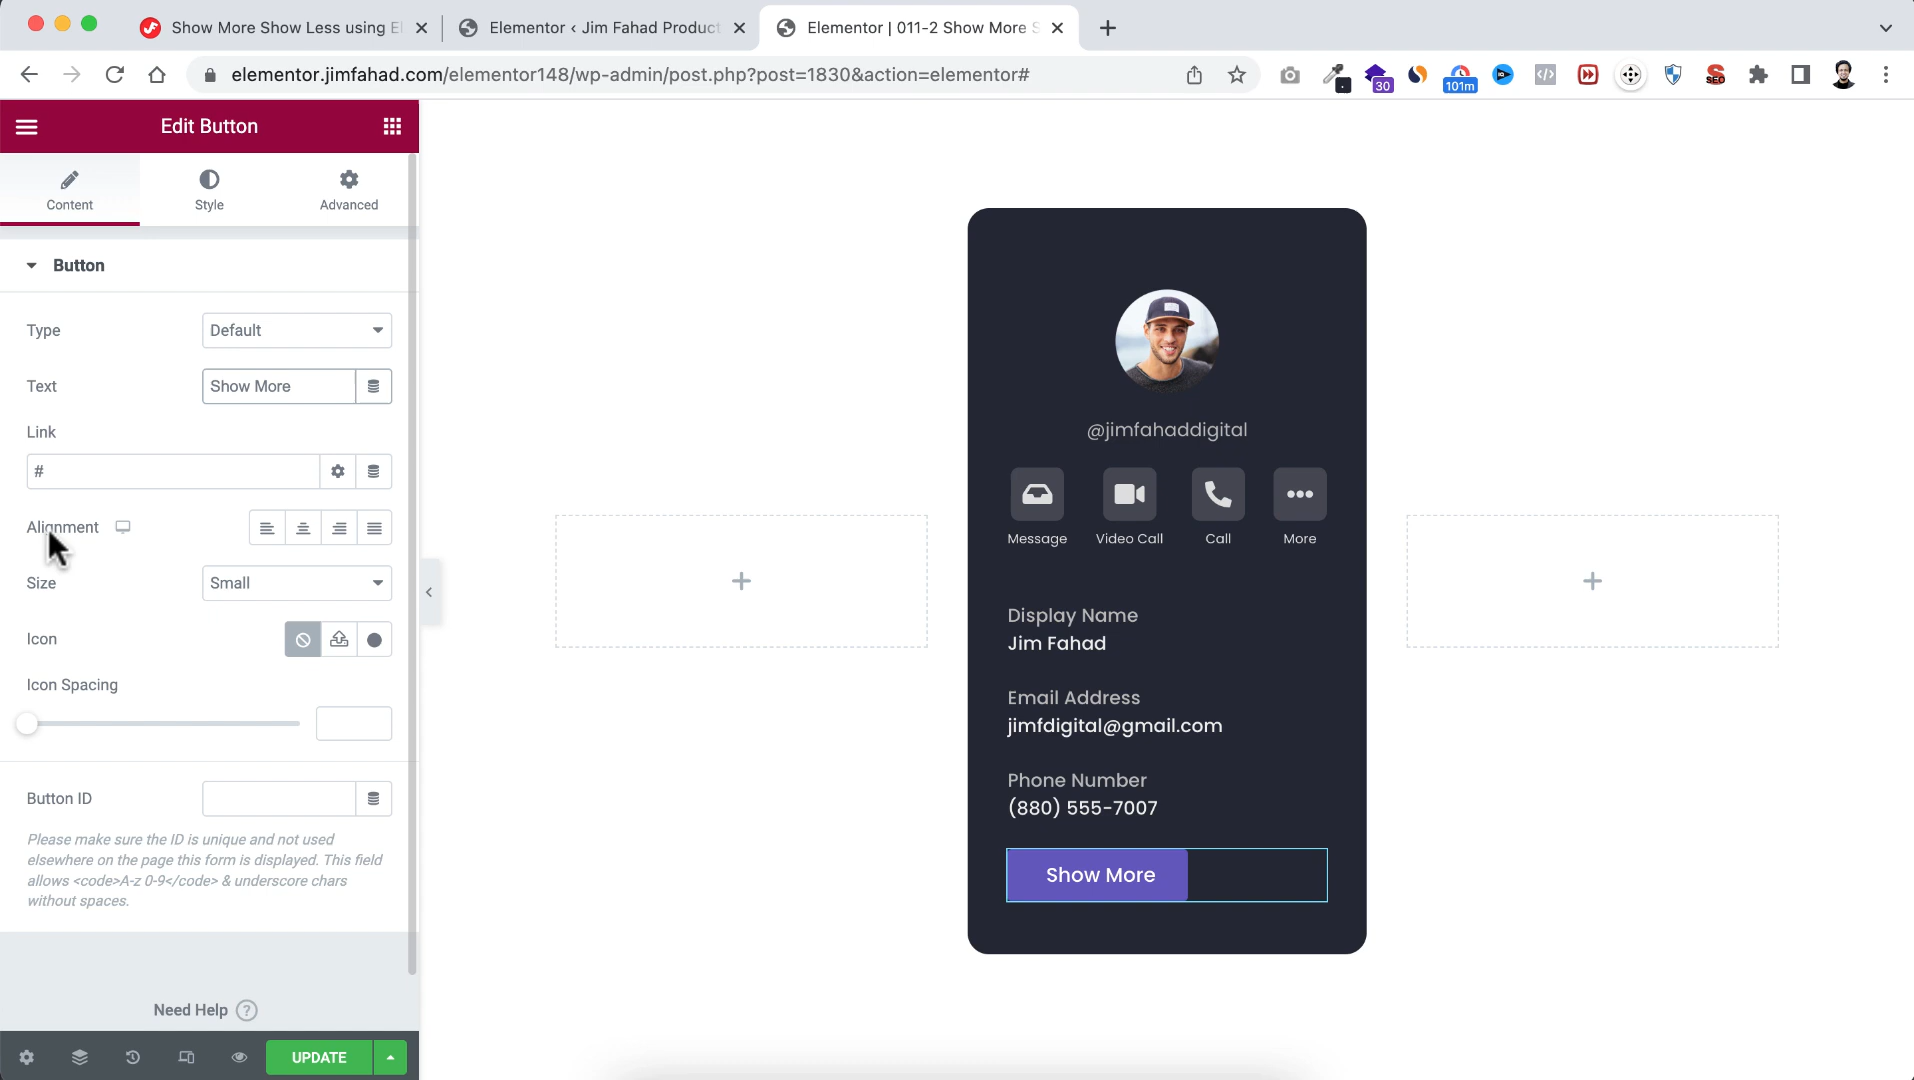 Show More Show Less using El
Elementor ‹ Jim Fahad Product
Elementor | 011-2 Show More S
elementor.jimfahad.com/elementor148/wp-admin/post.php?post=1830&action=elementor#
30
101m
SEO
Edit Button
Content
Style
Advanced
Button
Type
Default
Text
Show More
Link
#
Alignment
Size
Small
Icon
Icon Spacing
Button ID
Please make sure the ID is unique and not used
elsewhere on the page this form is displayed. This field
allows <code>A-z 0-9</code> & underscore chars
without spaces.
Need Help
?
UPDATE
@jimfahaddigital
Message
Video Call
Call
More
Display Name
Jim Fahad
Email Address
jimfdigital@gmail.com
Phone Number
(880) 555-7007
Show More